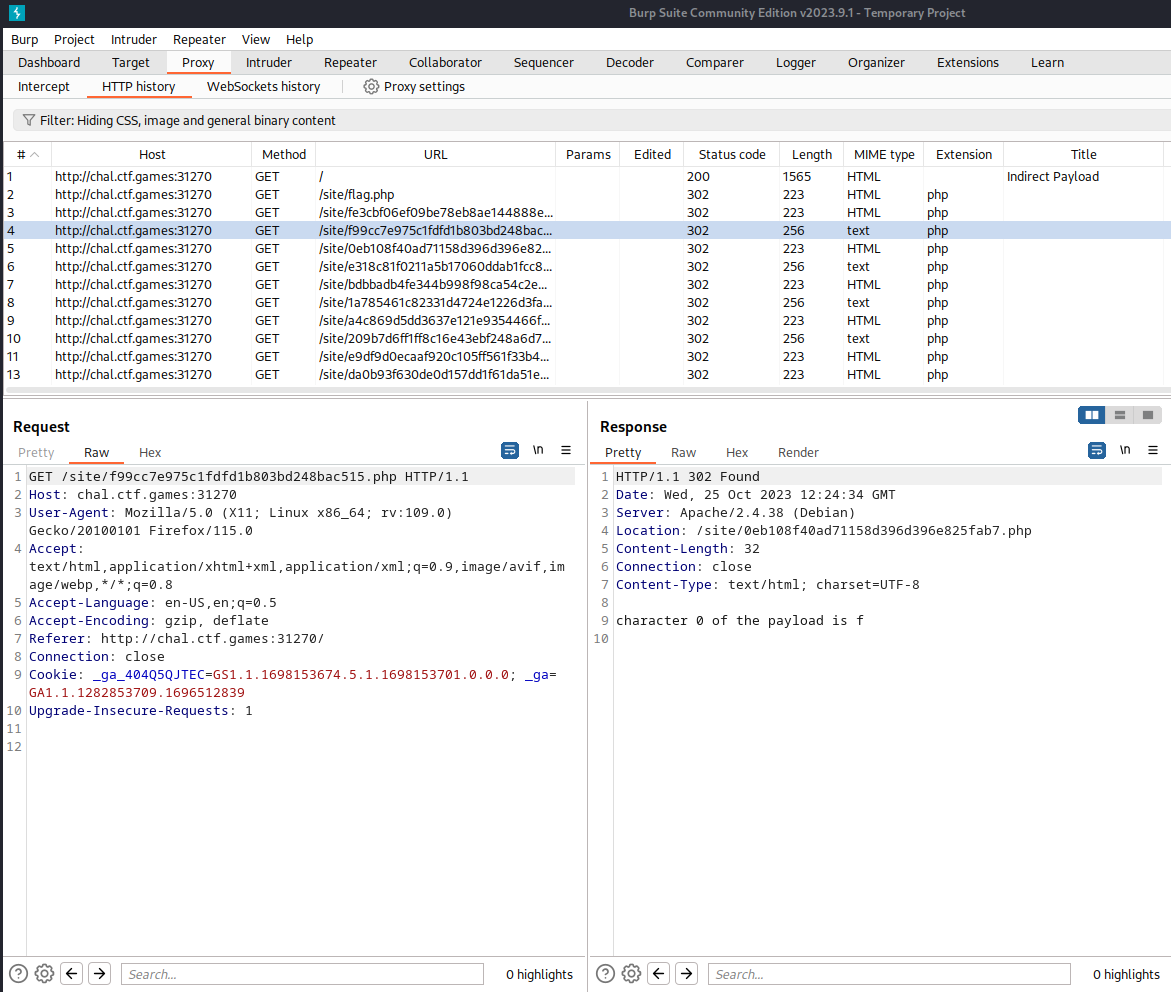 Burp Suite Community Edition v2023.9.1 - Temporary Project
Burp Project Intruder Repeater View Help
Dashboard Target Proxy Intruder Repeater Collaborator Sequencer Decoder Comparer Logger Organizer Extensions Learn
Intercept HTTP history WebSockets history Proxy settings
Filter: Hiding CSS, image and general binary content
# Host Method URL Params Edited Status code Length MIME type Extension Title
1 http://chal.ctf.games:31270 GET / 200 1565 HTML Indirect Payload
2 http://chal.ctf.games:31270 GET /site/flag.php 302 223 HTML php
3 http://chal.ctf.games:31270 GET /site/fe3cbf06ef09be78eb8ae144888e... 302 223 HTML php
4 http://chal.ctf.games:31270 GET /site/f99cc7e975c1fdfd1b803bd248bac... 302 256 text php
5 http://chal.ctf.games:31270 GET /site/0eb108f40ad71158d396d396e82... 302 223 HTML php
6 http://chal.ctf.games:31270 GET /site/e318c81f0211a5b17060ddab1fcc8... 302 256 text php
7 http://chal.ctf.games:31270 GET /site/bdbbadb4fe344b998f98ca54c2e... 302 223 HTML php
8 http://chal.ctf.games:31270 GET /site/1a785461c82331d4724e1226d3fa... 302 256 text php
9 http://chal.ctf.games:31270 GET /site/a4c869d5dd3637e121e9354466f... 302 223 HTML php
10 http://chal.ctf.games:31270 GET /site/209b7d6ff1ff8c16e43ebf248a6d7... 302 256 text php
11 http://chal.ctf.games:31270 GET /site/e9df9d0ecaaf920c105ff561f33b4... 302 223 HTML php
13 http://chal.ctf.games:31270 GET /site/da0b93f630de0d157dd1f61da51e... 302 223 HTML php
Request
Pretty Raw Hex \n
1 GET /site/f99cc7e975c1fdfd1b803bd248bac515.php HTTP/1.1
2 Host: chal.ctf.games:31270
3 User-Agent: Mozilla/5.0 (X11; Linux x86_64; rv:109.0)
Gecko/20100101 Firefox/115.0
4 Accept:
text/html,application/xhtml+xml,application/xml;q=0.9,image/avif,im
age/webp,*/*;q=0.8
5 Accept-Language: en-US,en;q=0.5
6 Accept-Encoding: gzip, deflate
7 Referer: http://chal.ctf.games:31270/
8 Connection: close
9 Cookie: _ga_404Q5QJTEC=GS1.1.1698153674.5.1.1698153701.0.0.0; _ga=
GA1.1.1282853709.1696512839
10 Upgrade-Insecure-Requests: 1
11
12
Search...
0 highlights
Response
Pretty Raw Hex Render \n
1 HTTP/1.1 302 Found
2 Date: Wed, 25 Oct 2023 12:24:34 GMT
3 Server: Apache/2.4.38 (Debian)
4 Location: /site/0eb108f40ad71158d396d396e825fab7.php
5 Content-Length: 32
6 Connection: close
7 Content-Type: text/html; charset=UTF-8
8
9 character 0 of the payload is f
10
Search...
0 highlights